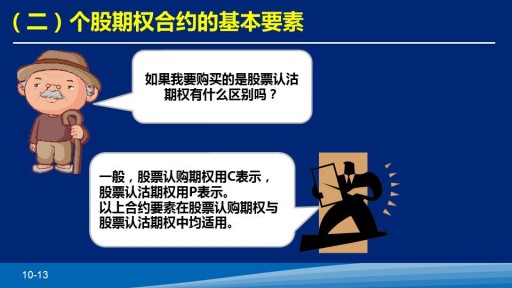 （二）个股期权合约的基本要素
如果我要购买的是股票认沽
期权有什么区别吗？
一般，股票认购期权用C表示，
股票认沽期权用P表示。
以上合约要素在股票认购期权与
股票认沽期权中均适用。
10-13